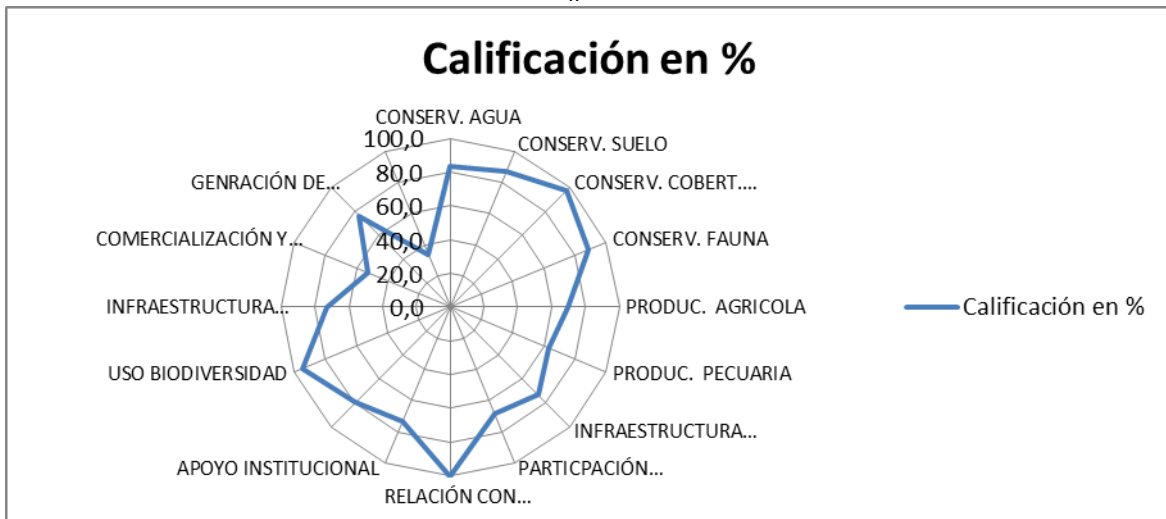 Calificación en %
CONSERV. AGUA
CONSERV. SUELO
CONSERV. COBERT....
CONSERV. FAUNA
PRODUC. AGRICOLA
PRODUC. PECUARIA
INFRAESTRUCTURA...
PARTICPACIÓN...
RELACIÓN CON...
APOYO INSTITUCIONAL
USO BIODIVERSIDAD
INFRAESTRUCTURA...
COMERCIALIZACIÓN Y...
GENRACIÓN DE...
100,0
80,0
60,0
40,0
20,0
0,0
Calificación en %